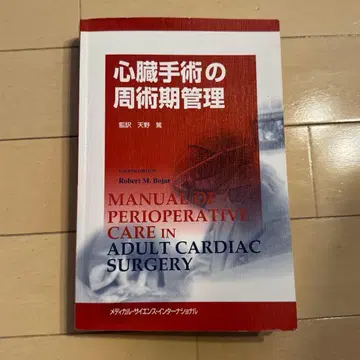 心臓手術の
周術期管理
監訳 天野 篤
Robert M. Bojar
MANUAL OF
PERIOPERATIVE
CARE IN
ADULT CARDIAC
SURGERY
メディカル・サイエンス・インターナショナル